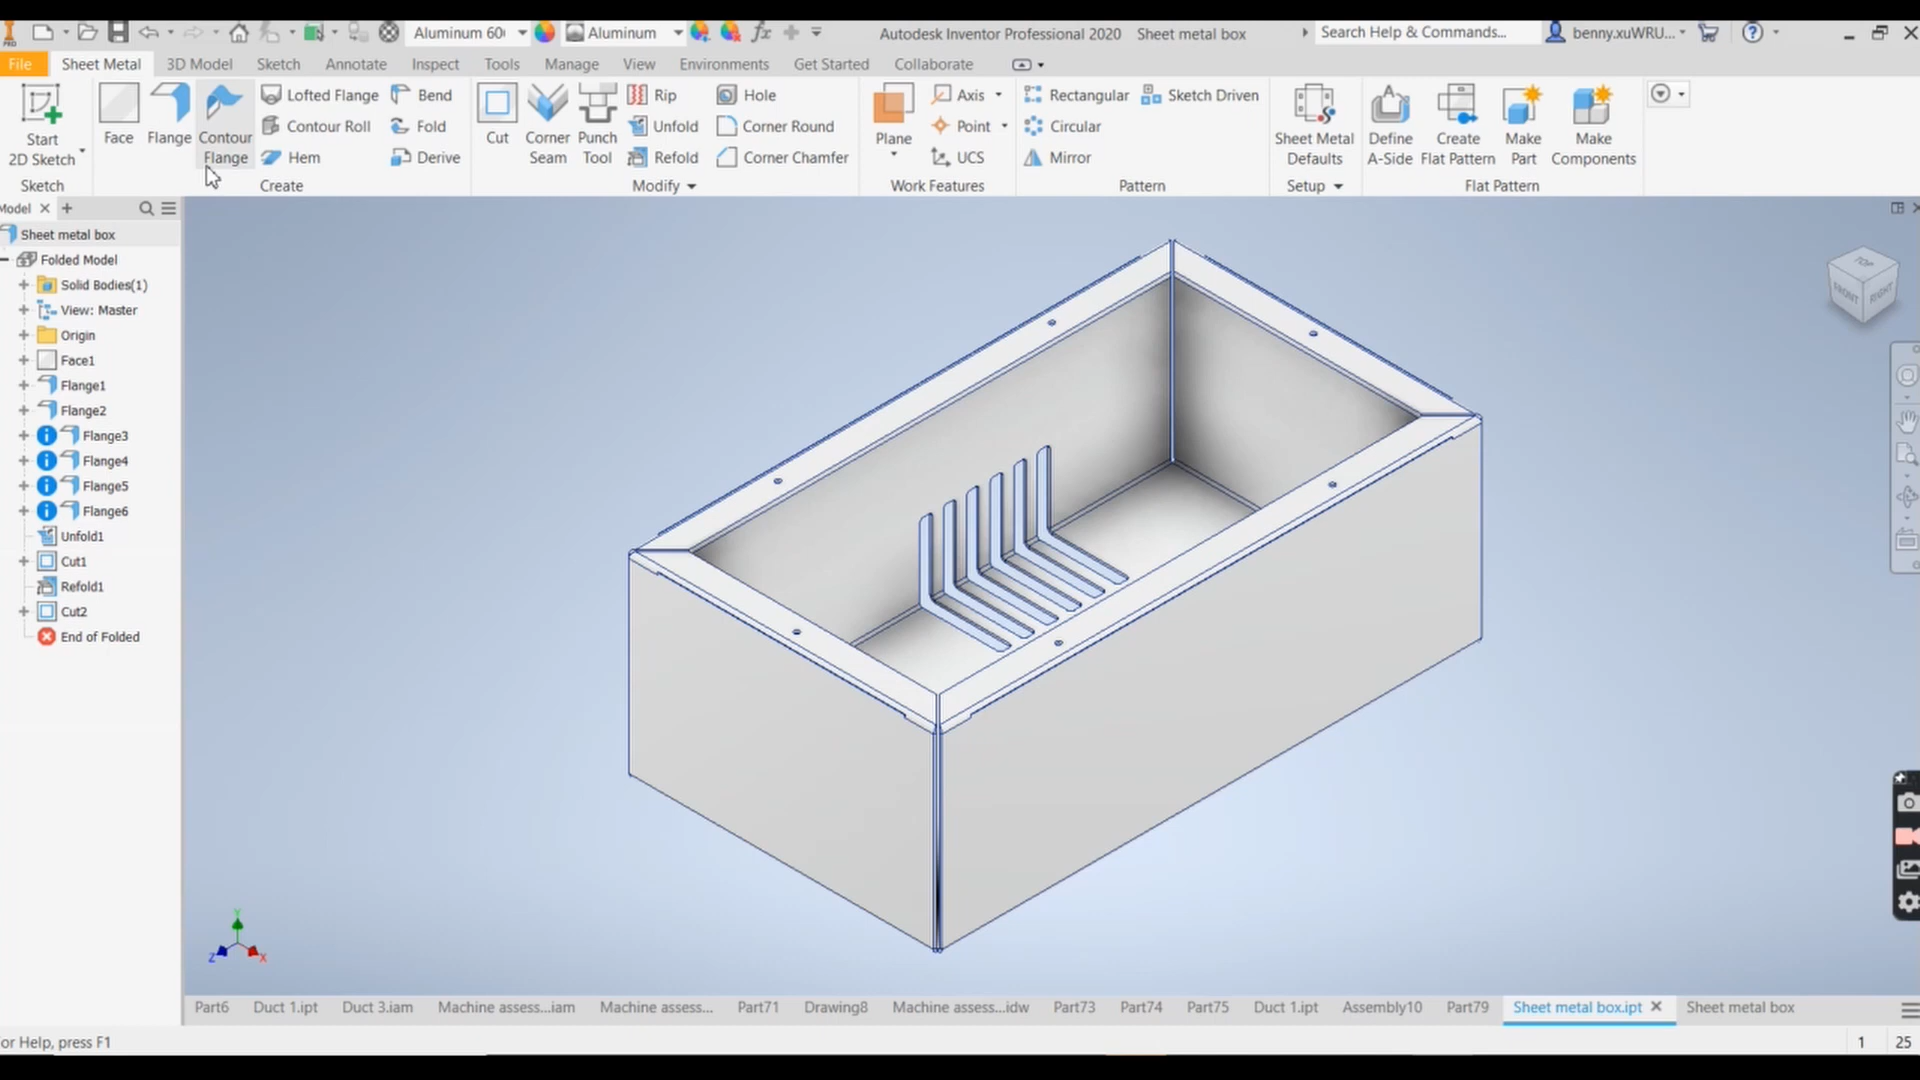 PRO
Aluminum 60
Aluminum
fx
Autodesk Inventor Professional 2020 Sheet metal box
Search Help & Commands...
benny.xuWRU...
File Sheet Metal 3D Model Sketch Annotate Inspect Tools Manage View Environments Get Started Collaborate
Start
2D Sketch
Face
Flange
Contour
Flange
Lofted Flange
Contour Roll
Hem
Bend
Fold
Derive
Cut
Corner
Seam
Punch
Tool
Rip
Unfold
Refold
Hole
Corner Round
Corner Chamfer
Plane
Axis
Point
UCS
Rectangular
Circular
Mirror
Sketch Driven
Sheet Metal
Defaults
Define
A-Side
Create
Flat Pattern
Make
Part
Make
Components
Sketch Create Modify Work Features Pattern Setup Flat Pattern
Model
Sheet metal box
Folded Model
Solid Bodies(1)
View: Master
Origin
Face1
Flange1
Flange2
Flange3
Flange4
Flange5
Flange6
Unfold1
Cut1
Refold1
Cut2
End of Folded
TOP
FRONT
RIGHT
Y
Z
X
Part6 Duct 1.ipt Duct 3.iam Machine assess...iam Machine assess... Part71 Drawing8 Machine assess...idw Part73 Part74 Part75 Duct 1.ipt Assembly10 Part79 Sheet metal box.ipt Sheet metal box
or Help, press F1
1 25